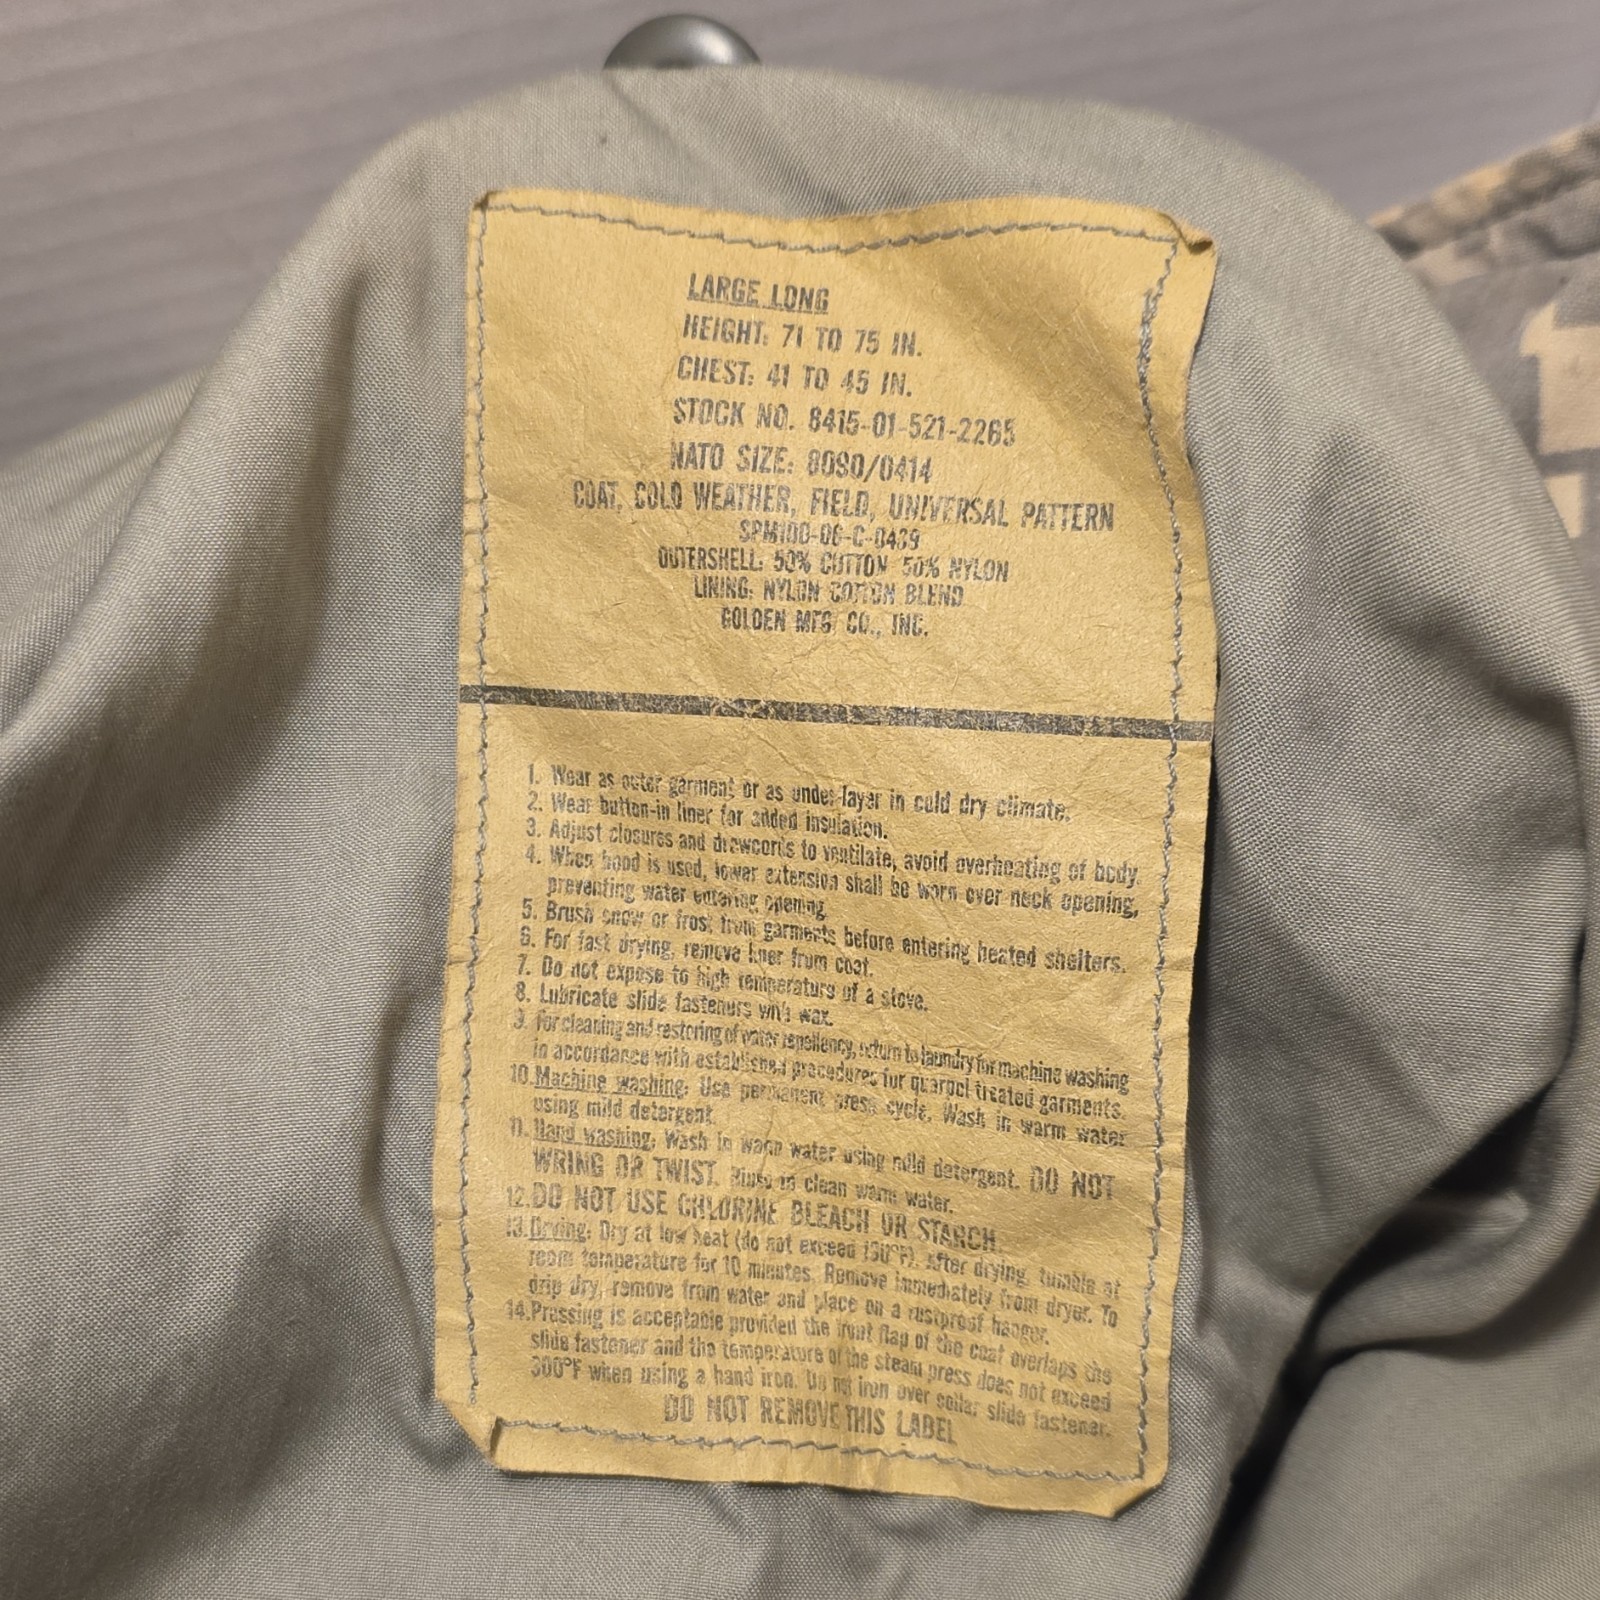 LARGE LONG
HEIGHT: 71 TO 75 IN.
CHEST: 41 TO 45 IN.
STOCK NO. 8415-01-521-2265
NATO SIZE: 8090/0414
COAT, COLD WEATHER, FIELD, UNIVERSAL PATTERN
SPM100-06-C-0439
OUTERSHELL: 50% COTTON 50% NYLON
LINING: NYLON COTTON BLEND
GOLDEN MFG. CO., INC.
1. Wear as outer garment or as under-layer in cold dry climate.
2. Wear button-in liner for added insulation.
3. Adjust closures and drawcords to ventilate, avoid overheating of body.
4. When hood is used, lower extension shall be worn over neck opening,
preventing water entering opening.
5. Brush snow or frost from garments before entering heated shelters.
6. For fast drying, remove liner from coat.
7. Do not expose to high temperature of a stove.
8. Lubricate slide fasteners with wax.
9. For cleaning and restoring of water repellency, return to laundry for machine washing
in accordance with established procedures for quarpel treated garments.
10. Machine washing: Use permanent press cycle. Wash in warm water
using mild detergent.
11. Hand washing: Wash in warm water using mild detergent. DO NOT
WRING OR TWIST. Rinse in clean warm water.
12. DO NOT USE CHLORINE BLEACH OR STARCH.
13. Drying: Dry at low heat (do not exceed 130°F). After drying, tumble at
room temperature for 10 minutes. Remove immediately from dryer. To
drip dry, remove from water and place on a rustproof hanger.
14. Pressing is acceptable provided the front flap of the coat overlaps the
slide fastener and the temperature of the steam press does not exceed
300°F when using a hand iron. Do not iron over collar slide fastener.
DO NOT REMOVE THIS LABEL